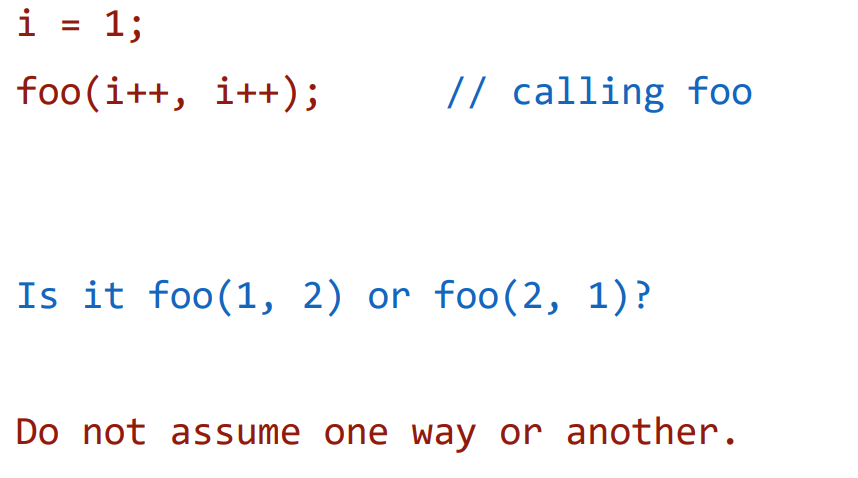 i = 1;
foo(i++, i++);      // calling foo
Is it foo(1, 2) or foo(2, 1)?
Do not assume one way or another.